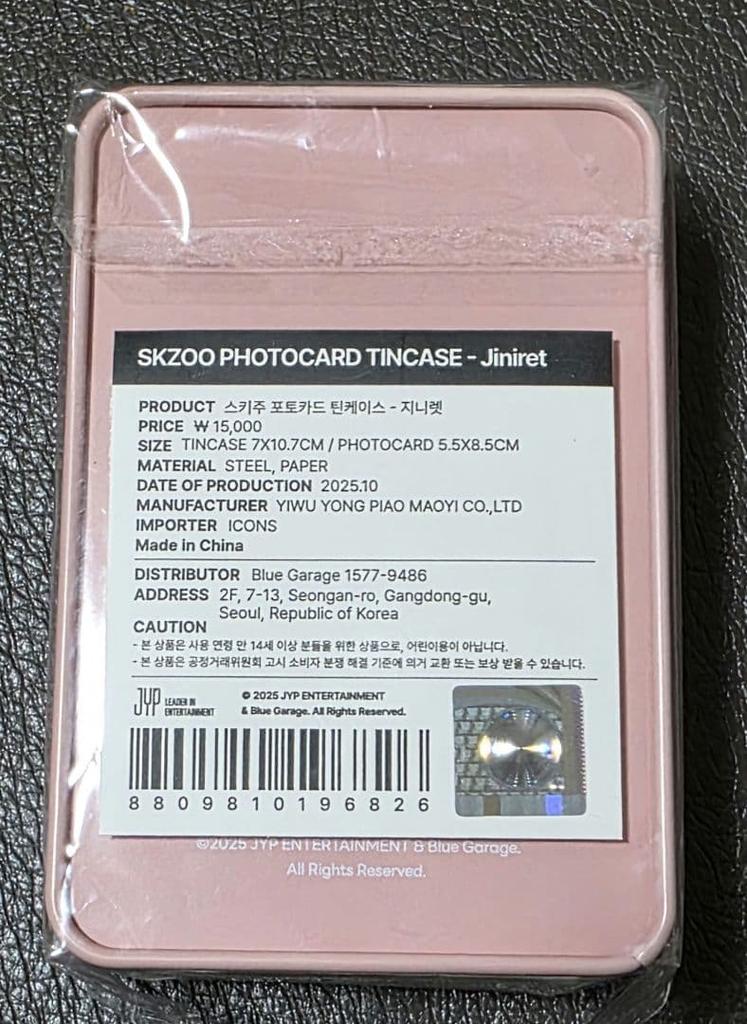 SKZOO PHOTOCARD TINCASE - Jiniret
PRODUCT 스키주 포토카드 틴케이스 - 지니렛
PRICE ₩ 15,000
SIZE TINCASE 7X10.7CM / PHOTOCARD 5.5X8.5CM
MATERIAL STEEL, PAPER
DATE OF PRODUCTION 2025.10
MANUFACTURER YIWU YONG PIAO MAOYI CO.,LTD
IMPORTER ICONS
Made in China
DISTRIBUTOR Blue Garage 1577-9486
ADDRESS 2F, 7-13, Seongan-ro, Gangdong-gu,
Seoul, Republic of Korea
CAUTION
- 본 상품은 사용 연령 만 14세 이상 분들을 위한 상품으로, 어린이용이 아닙니다.
- 본 상품은 공정거래위원회 고시 소비자 분쟁 해결 기준에 의거 교환 또는 보상 받을 수 있습니다.
JYP LEADER IN
ENTERTAINMENT
© 2025 JYP ENTERTAINMENT
& Blue Garage. All Rights Reserved.
8809810196826
©2025 JYP ENTERTAINMENT & Blue Garage.
All Rights Reserved.